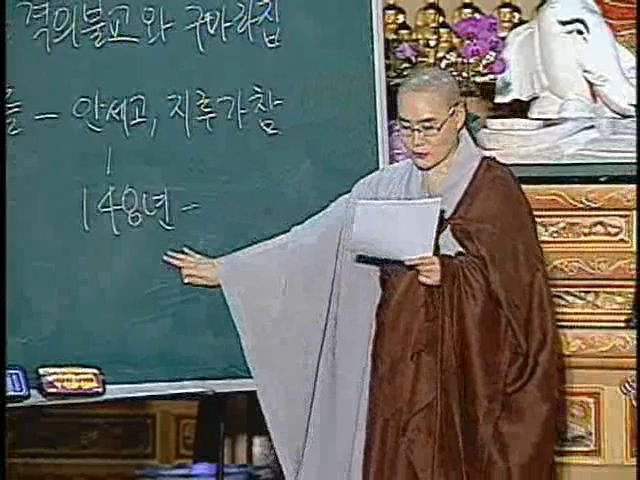 격의불교와 구마라집
들 - 안세고, 지루가참
148년 -